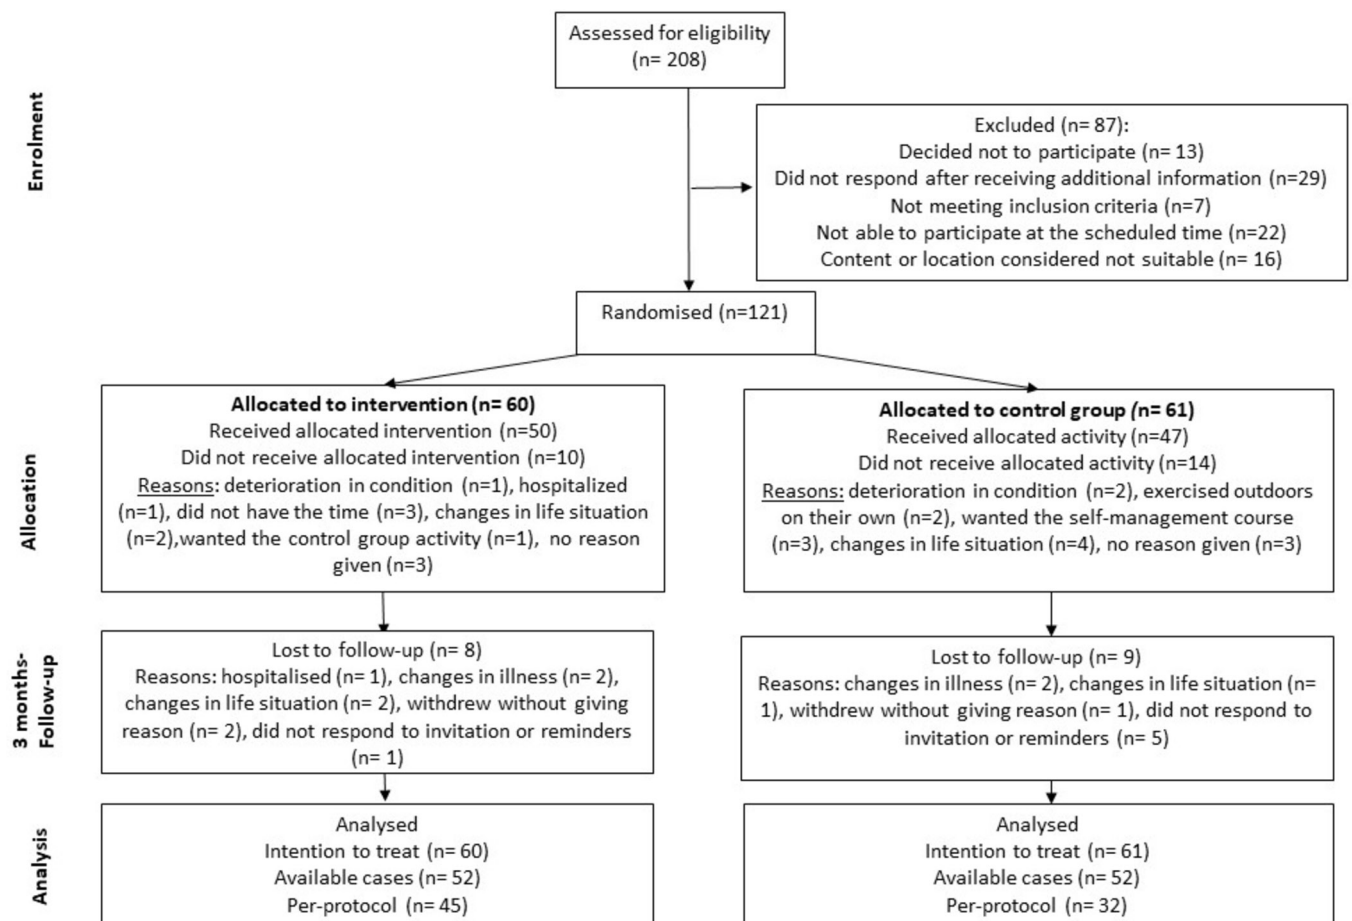 Assessed for eligibility
(n= 208)
Enrolment
Excluded (n= 87):
Decided not to participate (n= 13)
Did not respond after receiving additional information (n=29)
Not meeting inclusion criteria (n=7)
Not able to participate at the scheduled time (n=22)
Content or location considered not suitable (n= 16)
Randomised (n=121)
Allocation
Allocated to intervention (n= 60)
Received allocated intervention (n=50)
Did not receive allocated intervention (n=10)
Reasons: deterioration in condition (n=1), hospitalized
(n=1), did not have the time (n=3), changes in life situation
(n=2),wanted the control group activity (n=1), no reason
given (n=3)
Allocated to control group (n= 61)
Received allocated activity (n=47)
Did not receive allocated activity (n=14)
Reasons: deterioration in condition (n=2), exercised outdoors
on their own (n=2), wanted the self-management course
(n=3), changes in life situation (n=4), no reason given (n=3)
3 months-
Follow-up
Lost to follow-up (n= 8)
Reasons: hospitalised (n= 1), changes in illness (n= 2),
changes in life situation (n= 2), withdrew without giving
reason (n= 2), did not respond to invitation or reminders
(n= 1)
Lost to follow-up (n= 9)
Reasons: changes in illness (n= 2), changes in life situation (n=
1), withdrew without giving reason (n= 1), did not respond to
invitation or reminders (n= 5)
Analysis
Analysed
Intention to treat (n= 60)
Available cases (n= 52)
Per-protocol (n= 45)
Analysed
Intention to treat (n= 61)
Available cases (n= 52)
Per-protocol (n= 32)